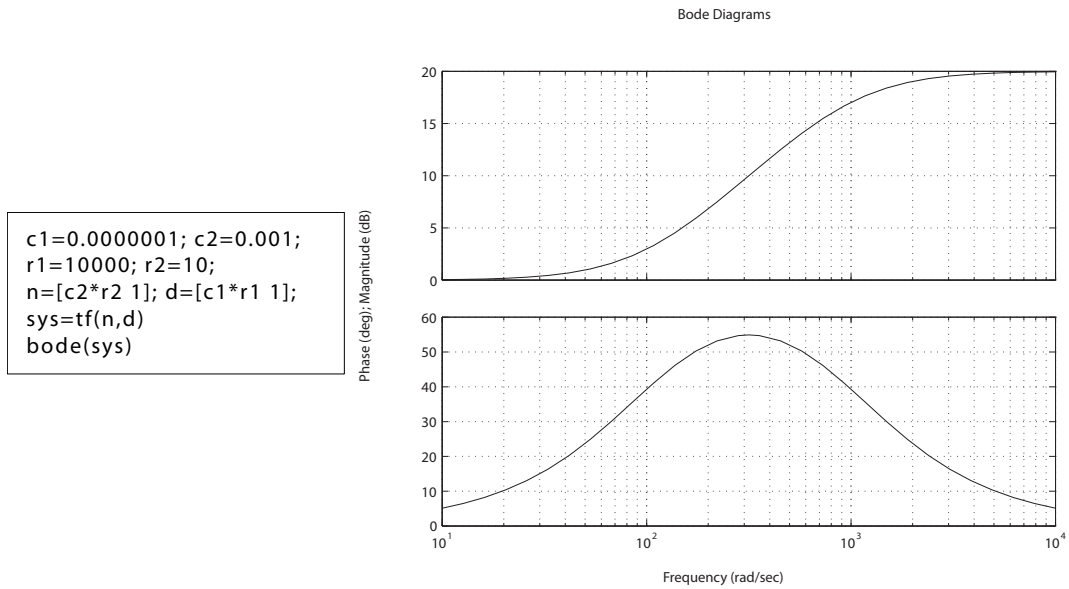 Bode Diagrams
c1=0.0000001; c2=0.001;
r1=10000; r2=10;
n=[c2*r2 1]; d=[c1*r1 1];
sys=tf(n,d)
bode(sys)
Phase (deg); Magnitude (dB)
20
15
10
5
0
60
50
40
30
20
10
0
10^1 10^2 10^3 10^4
Frequency (rad/sec)